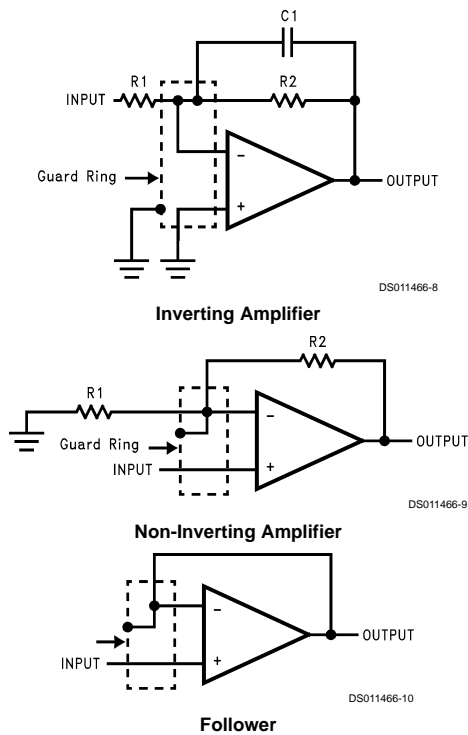 C1
R1
R2
INPUT
−
Guard Ring
OUTPUT
+
DS011466-8
Inverting Amplifier
R2
R1
−
OUTPUT
Guard Ring
INPUT
+
DS011466-9
Non-Inverting Amplifier
−
OUTPUT
INPUT
+
DS011466-10
Follower